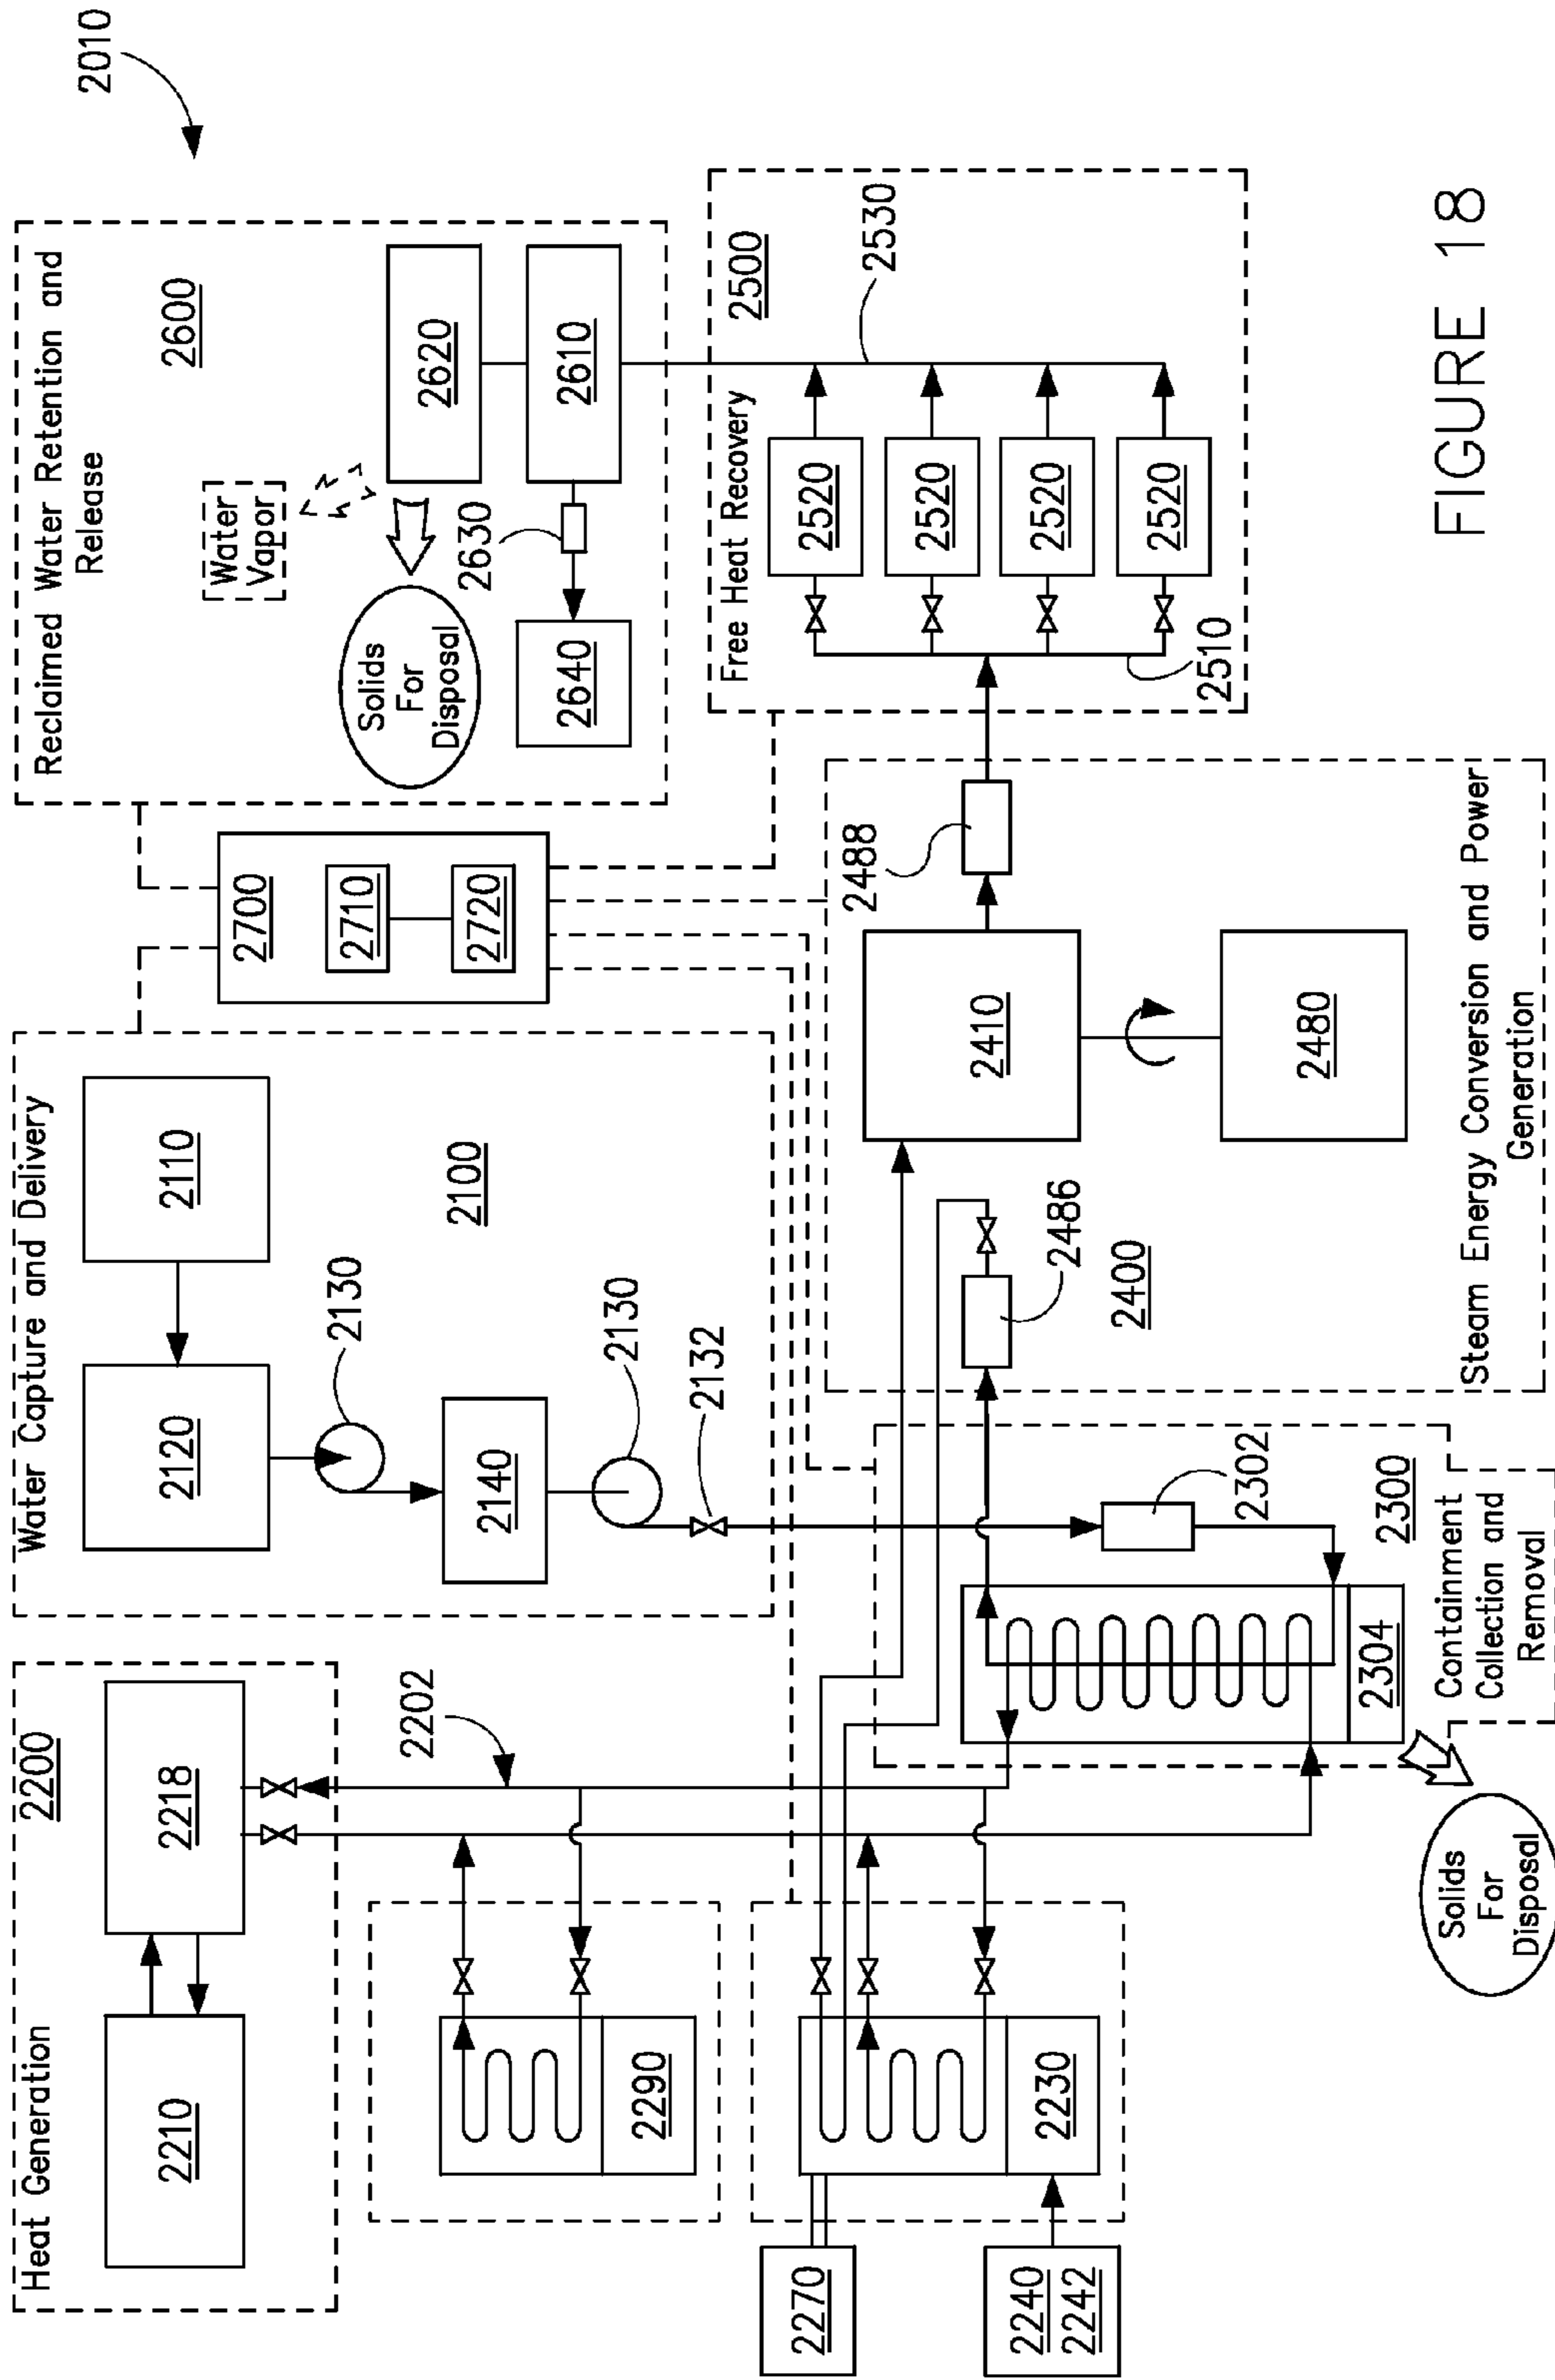 2010
Heat Generation
2200
2210
2218
2202
2290
2230
2270
2240
2242
Water Capture and Delivery
2110
2120
2130
2140
2130
2132
2100
Reclaimed Water Retention and
Release
2600
Water
Vapor
Solids
For
Disposal
2620
2610
2630
2640
2700
2710
2720
Free Heat Recovery
2500
2530
2520
2520
2520
2520
2510
2488
2410
2480
2486
2400
Steam Energy Conversion and Power
Generation
2302
2304
2300
Containment
Collection and
Removal
Solids
For
Disposal
FIGURE 18